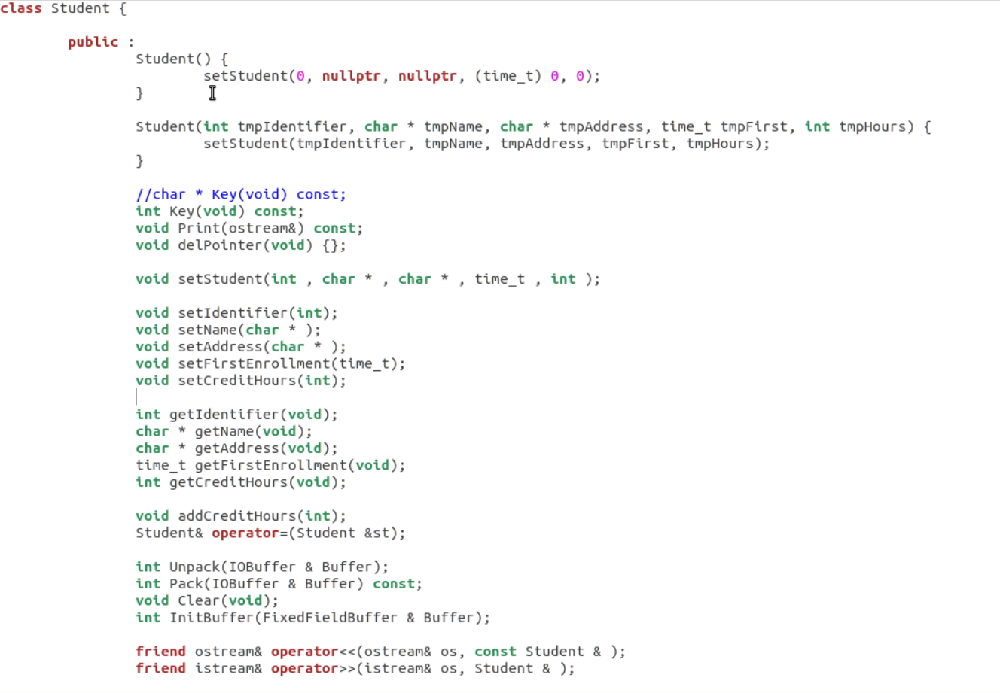 class Student {
public :
Student() {
setStudent(0, nullptr, nullptr, (time_t) 0, 0);
}
Student(int tmpIdentifier, char * tmpName, char * tmpAddress, time_t tmpFirst, int tmpHours) {
setStudent(tmpIdentifier, tmpName, tmpAddress, tmpFirst, tmpHours);
}
//char * Key(void) const;
int Key(void) const;
void Print(ostream&) const;
void delPointer(void) {};
void setStudent(int , char * , char * , time_t , int );
void setIdentifier(int);
void setName(char * );
void setAddress(char * );
void setFirstEnrollment(time_t);
void setCreditHours(int);
int getIdentifier(void);
char * getName(void);
char * getAddress(void);
time_t getFirstEnrollment(void);
int getCreditHours(void);
void addCreditHours(int);
Student& operator=(Student &st);
int Unpack(IOBuffer & Buffer);
int Pack(IOBuffer & Buffer) const;
void Clear(void);
int InitBuffer(FixedFieldBuffer & Buffer);
friend ostream& operator<<(ostream& os, const Student & );
friend istream& operator>>(istream& os, Student & );